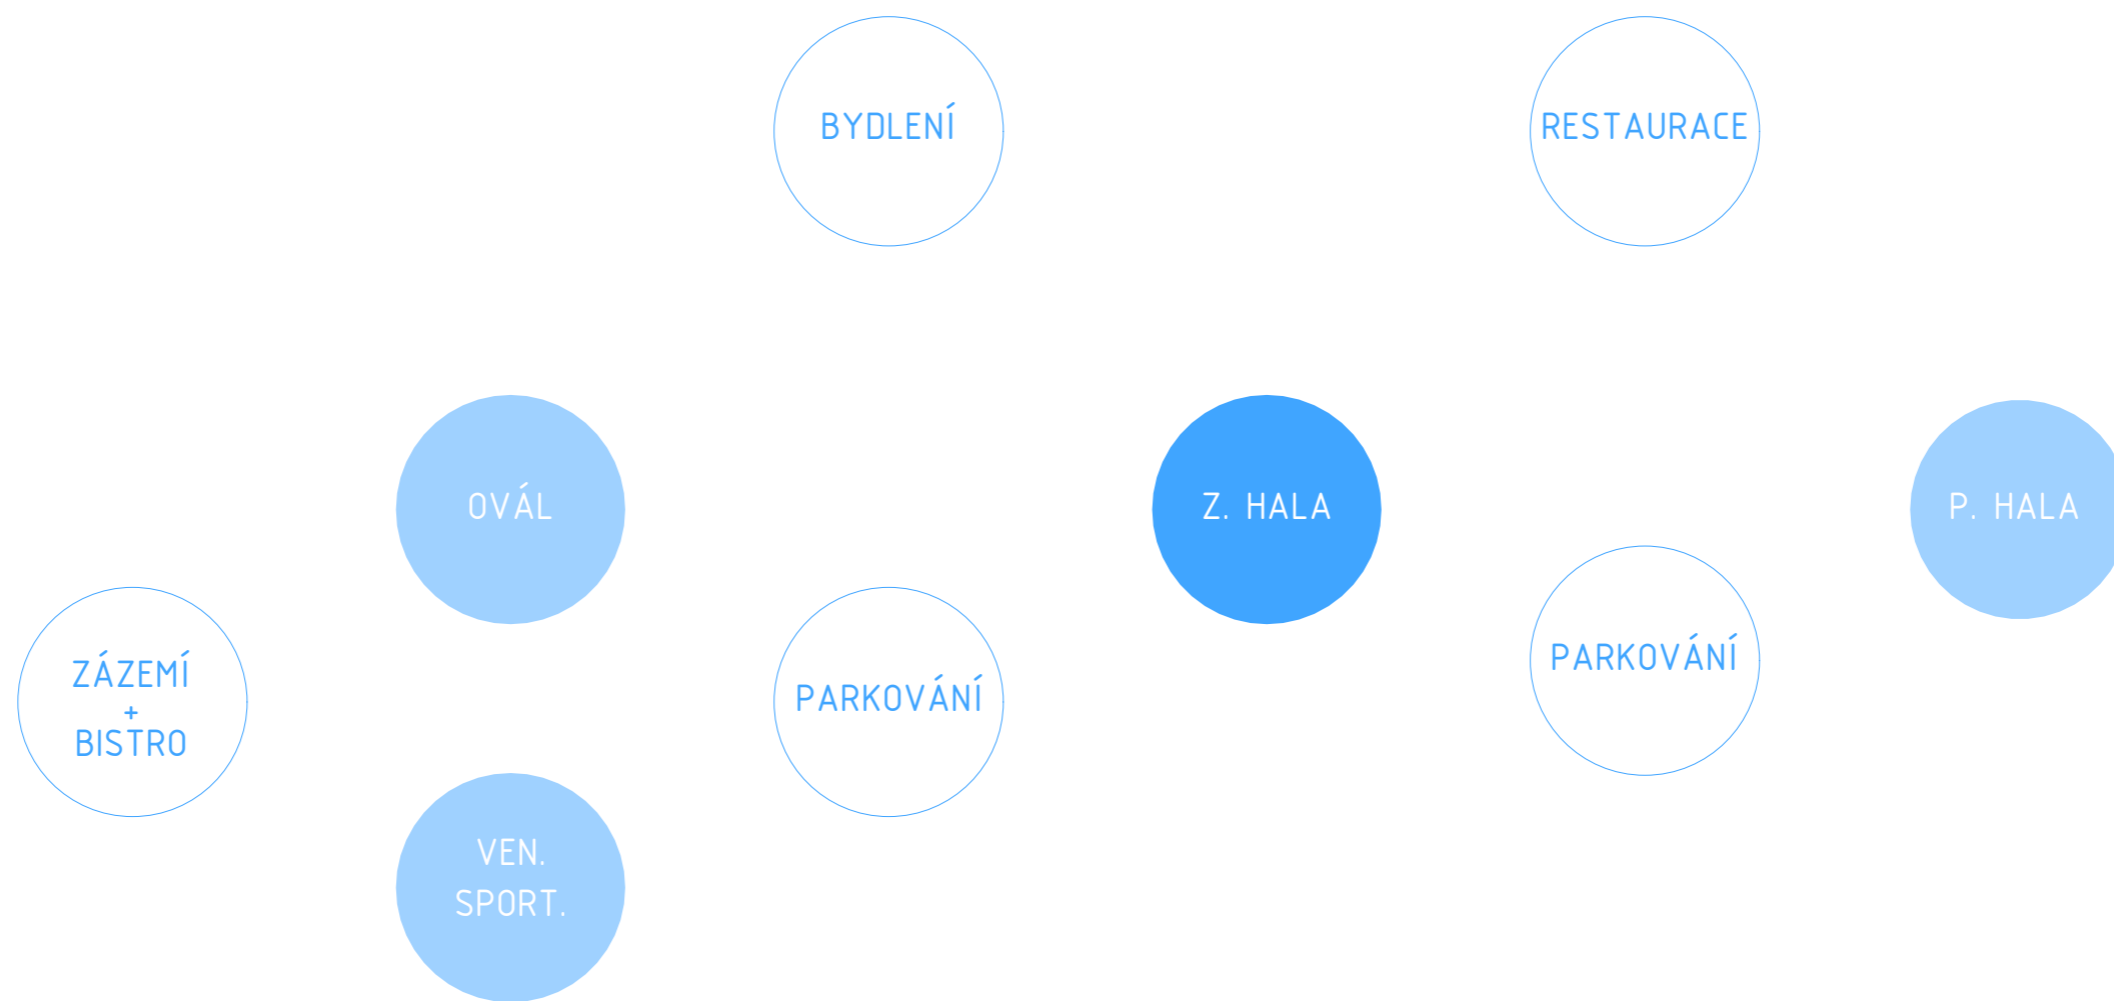 BYDLENÍ
RESTAURACE
OVÁL
Z. HALA
P. HALA
ZÁZEMÍ
+
BISTRO
PARKOVÁNÍ
PARKOVÁNÍ
VEN.
SPORT.